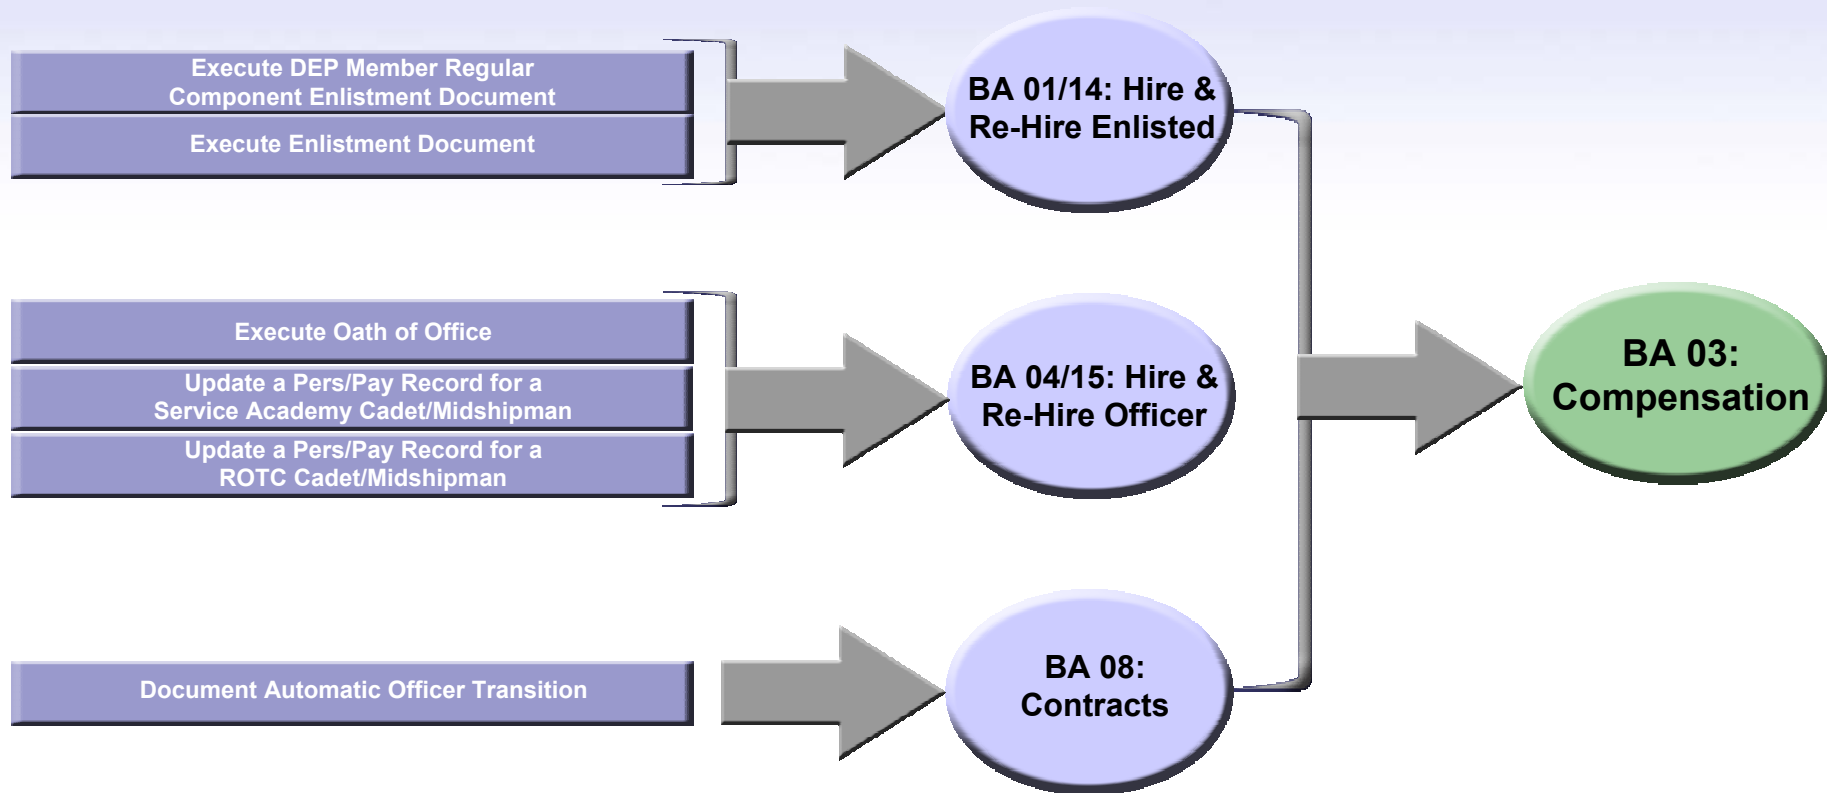 Execute DEP Member Regular
Component Enlistment Document
Execute Enlistment Document
BA 01/14: Hire &
Re-Hire Enlisted
Execute Oath of Office
Update a Pers/Pay Record for a
Service Academy Cadet/Midshipman
Update a Pers/Pay Record for a
ROTC Cadet/Midshipman
BA 04/15: Hire &
Re-Hire Officer
BA 03:
Compensation
Document Automatic Officer Transition
BA 08:
Contracts